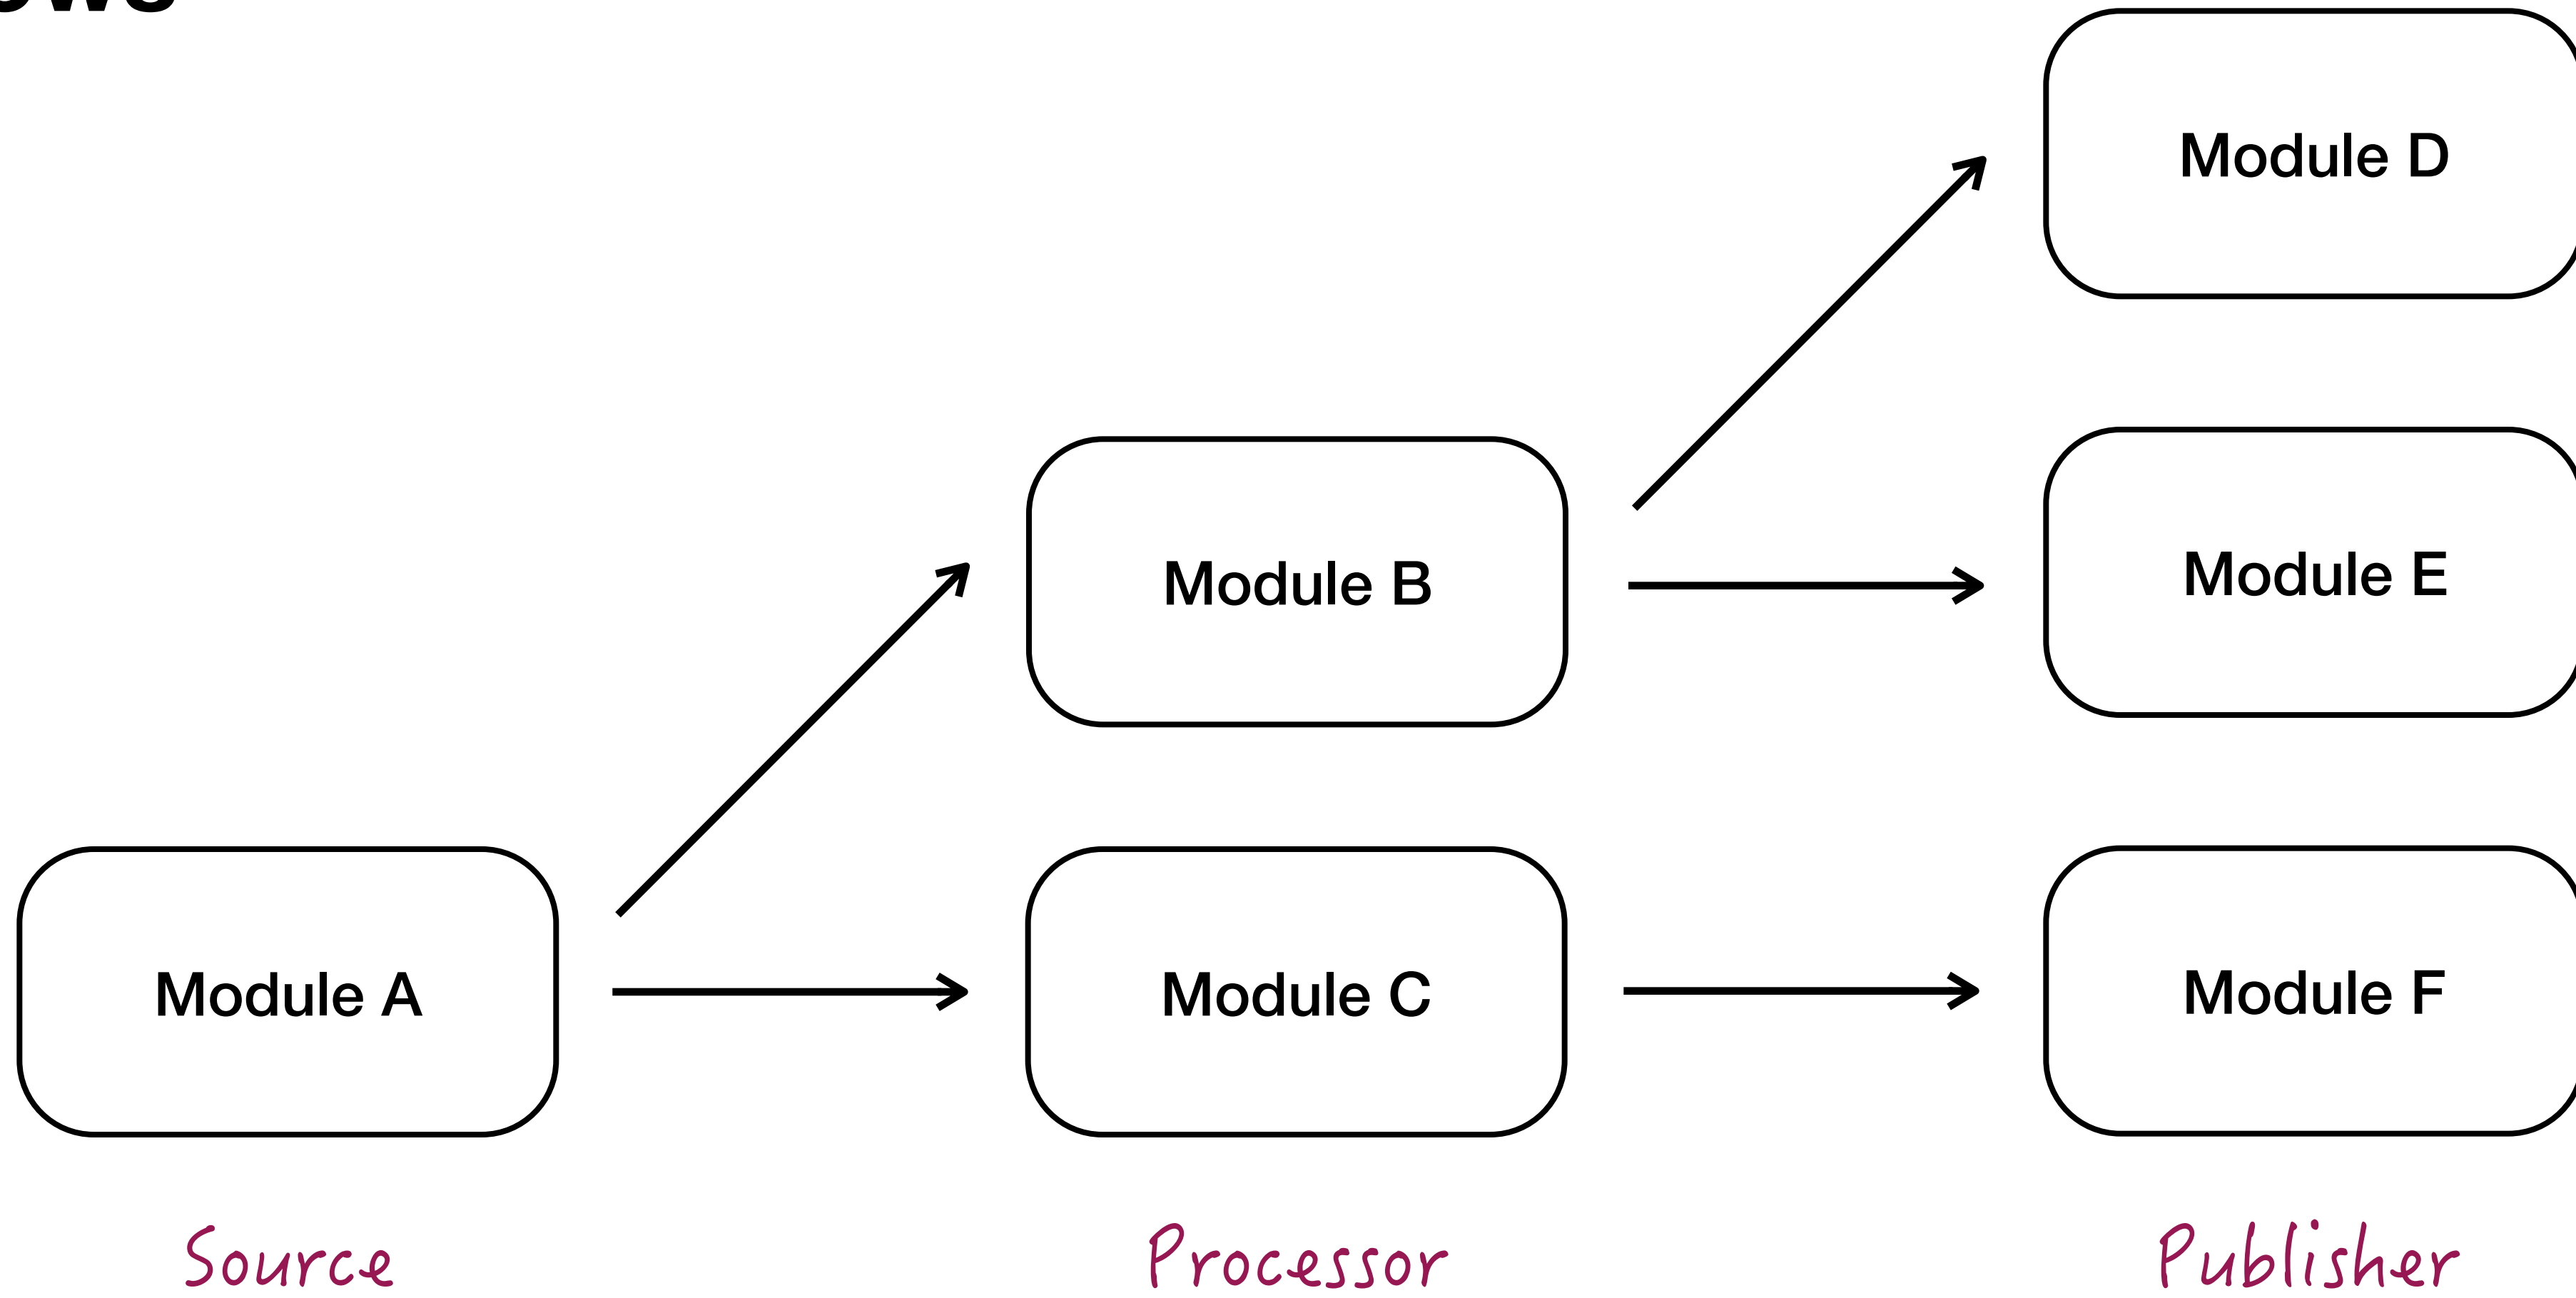 Module D
Module B
Module E
Module A
Module C
Module F
Source
Processor
Publisher